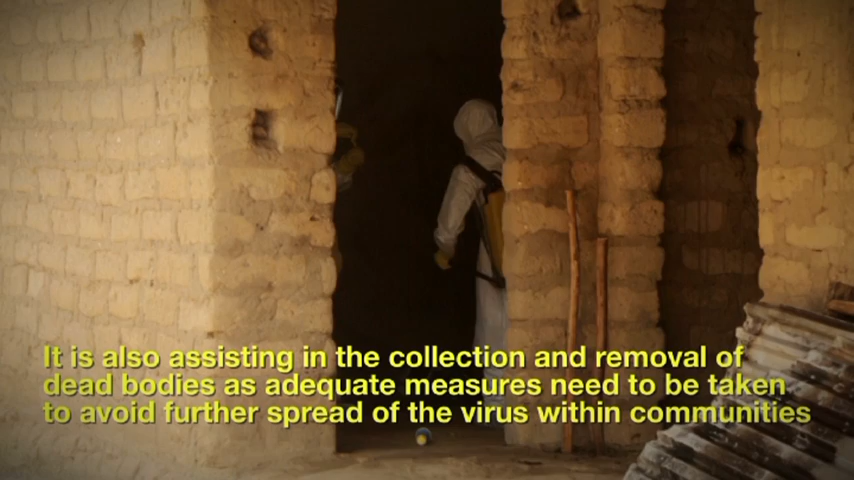 It is also assisting in the collection and removal of
dead bodies as adequate measures need to be taken
to avoid further spread of the virus within communities